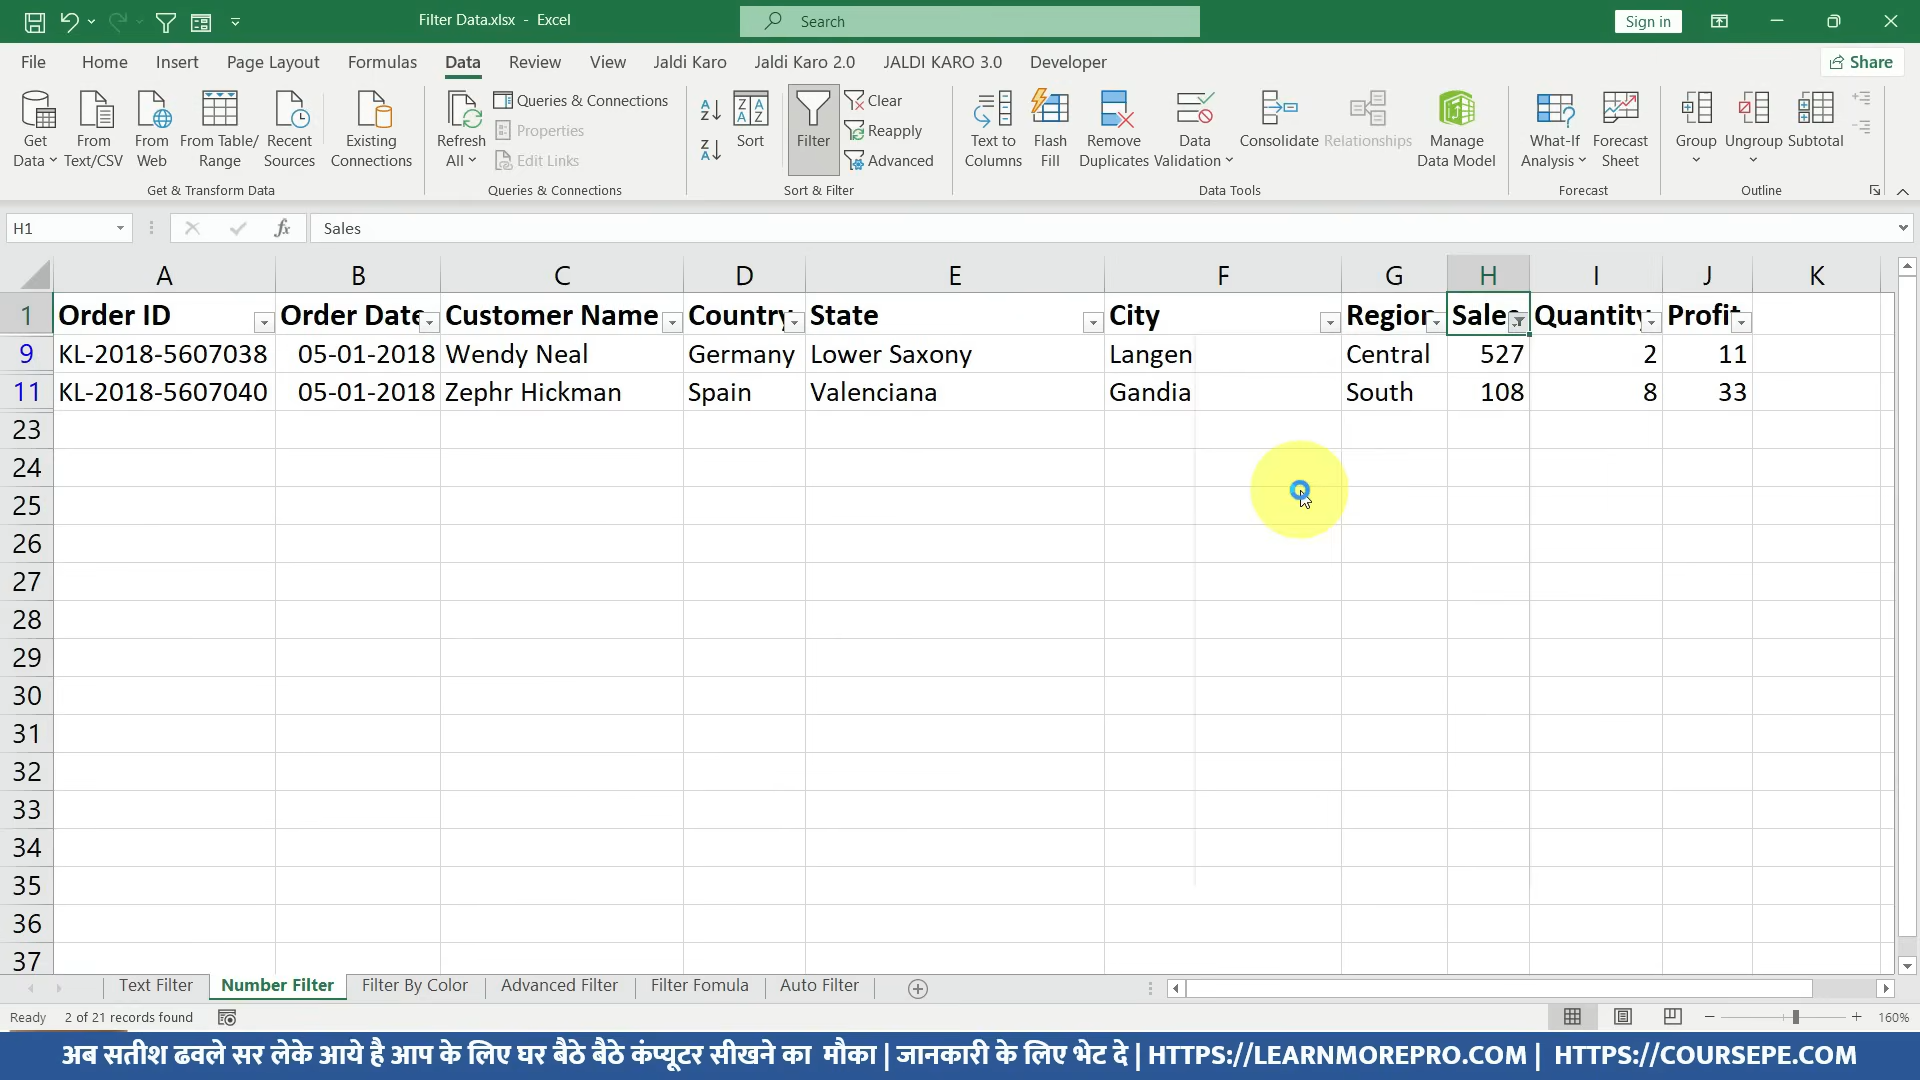 Filter Data.xlsx - Excel
Search
Sign in
File Home Insert Page Layout Formulas Data Review View Jaldi Karo Jaldi Karo 2.0 JALDI KARO 3.0 Developer
Share
Get Data
From Text/CSV
From Web
From Table/ Range
Recent Sources
Existing Connections
Get & Transform Data
Refresh All
Queries & Connections
Properties
Edit Links
Queries & Connections
Sort
Filter
Clear
Reapply
Advanced
Sort & Filter
Text to Columns
Flash Fill
Remove Duplicates
Data Validation
Consolidate
Relationships
Manage Data Model
Data Tools
What-If Analysis
Forecast Sheet
Forecast
Group
Ungroup
Subtotal
Outline
H1
fx
Sales
A B C D E F G H I J K
1 Order ID Order Date Customer Name Country State City Region Sales Quantity Profit
9 KL-2018-5607038 05-01-2018 Wendy Neal Germany Lower Saxony Langen Central 527 2 11
11 KL-2018-5607040 05-01-2018 Zephr Hickman Spain Valenciana Gandia South 108 8 33
23
24
25
26
27
28
29
30
31
32
33
34
35
36
37
Text Filter Number Filter Filter By Color Advanced Filter Filter Fomula Auto Filter
Ready 2 of 21 records found
160%
अब सतीश ढवले सर लेके आये है आप के लिए घर बैठे बैठे कंप्यूटर सीखने का मौका | जानकारी के लिए भेट दे | HTTPS://LEARNMOREPRO.COM | HTTPS://COURSEPE.COM